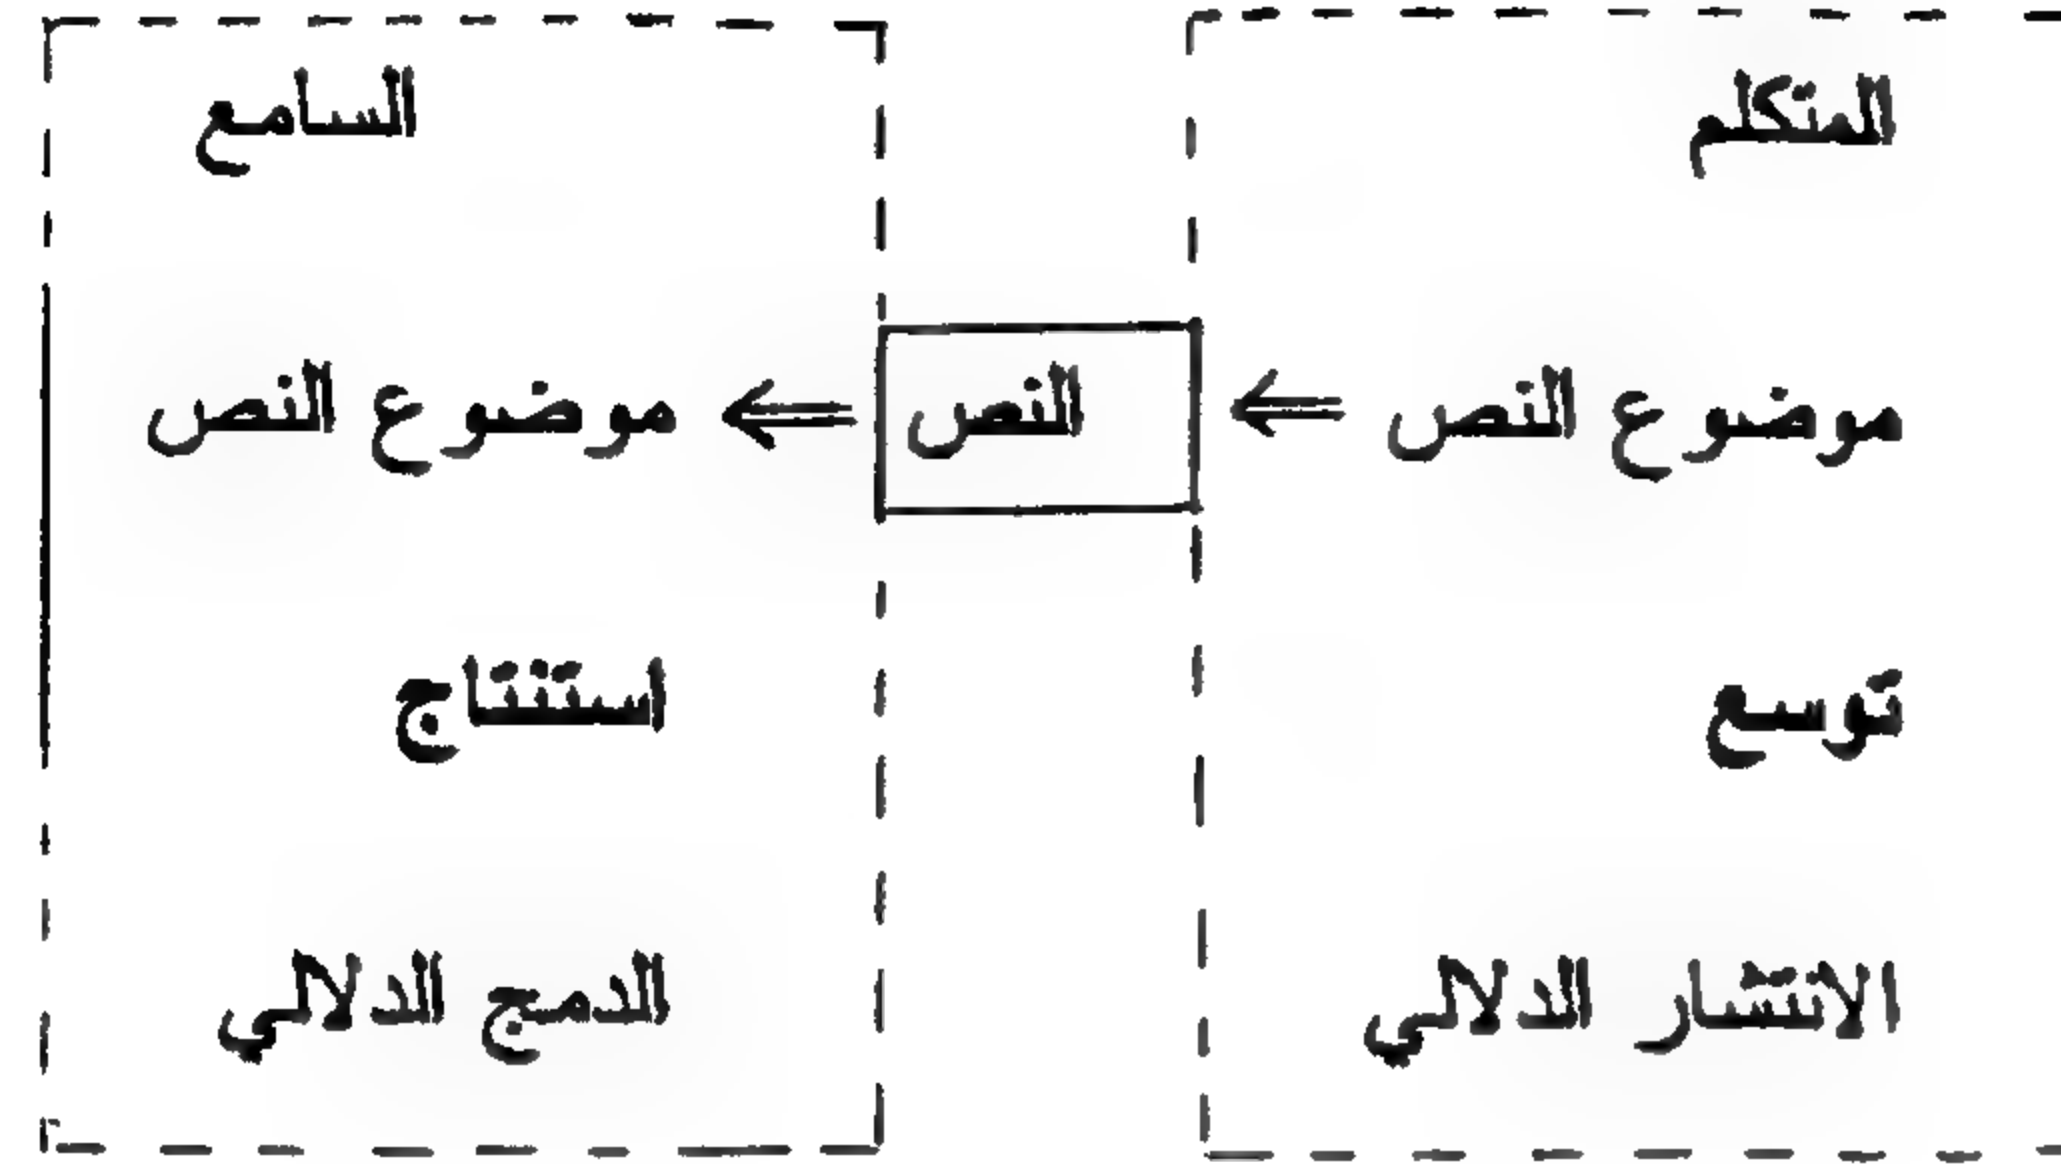 المتكلم
السامع
موضوع النص ⇐ النص ⇐ موضوع النص
توسع
استنتاج
الانتشار الدلالي
الدمج الدلالي